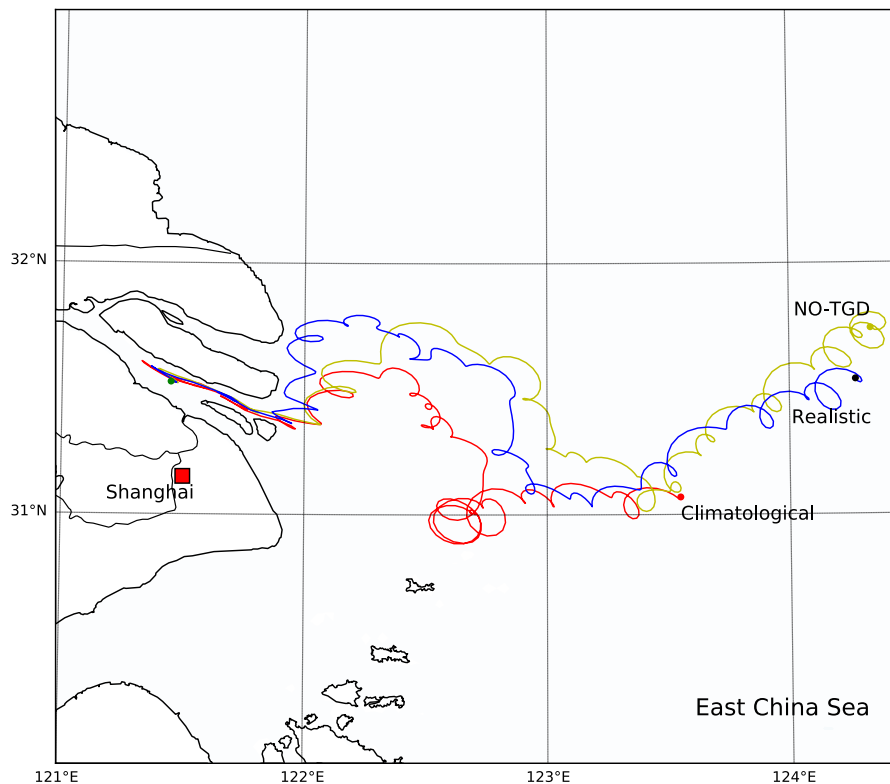 32°N
NO-TGD
Realistic
Shanghai
31°N
Climatological
East China Sea
121°E
122°E
123°E
124°E